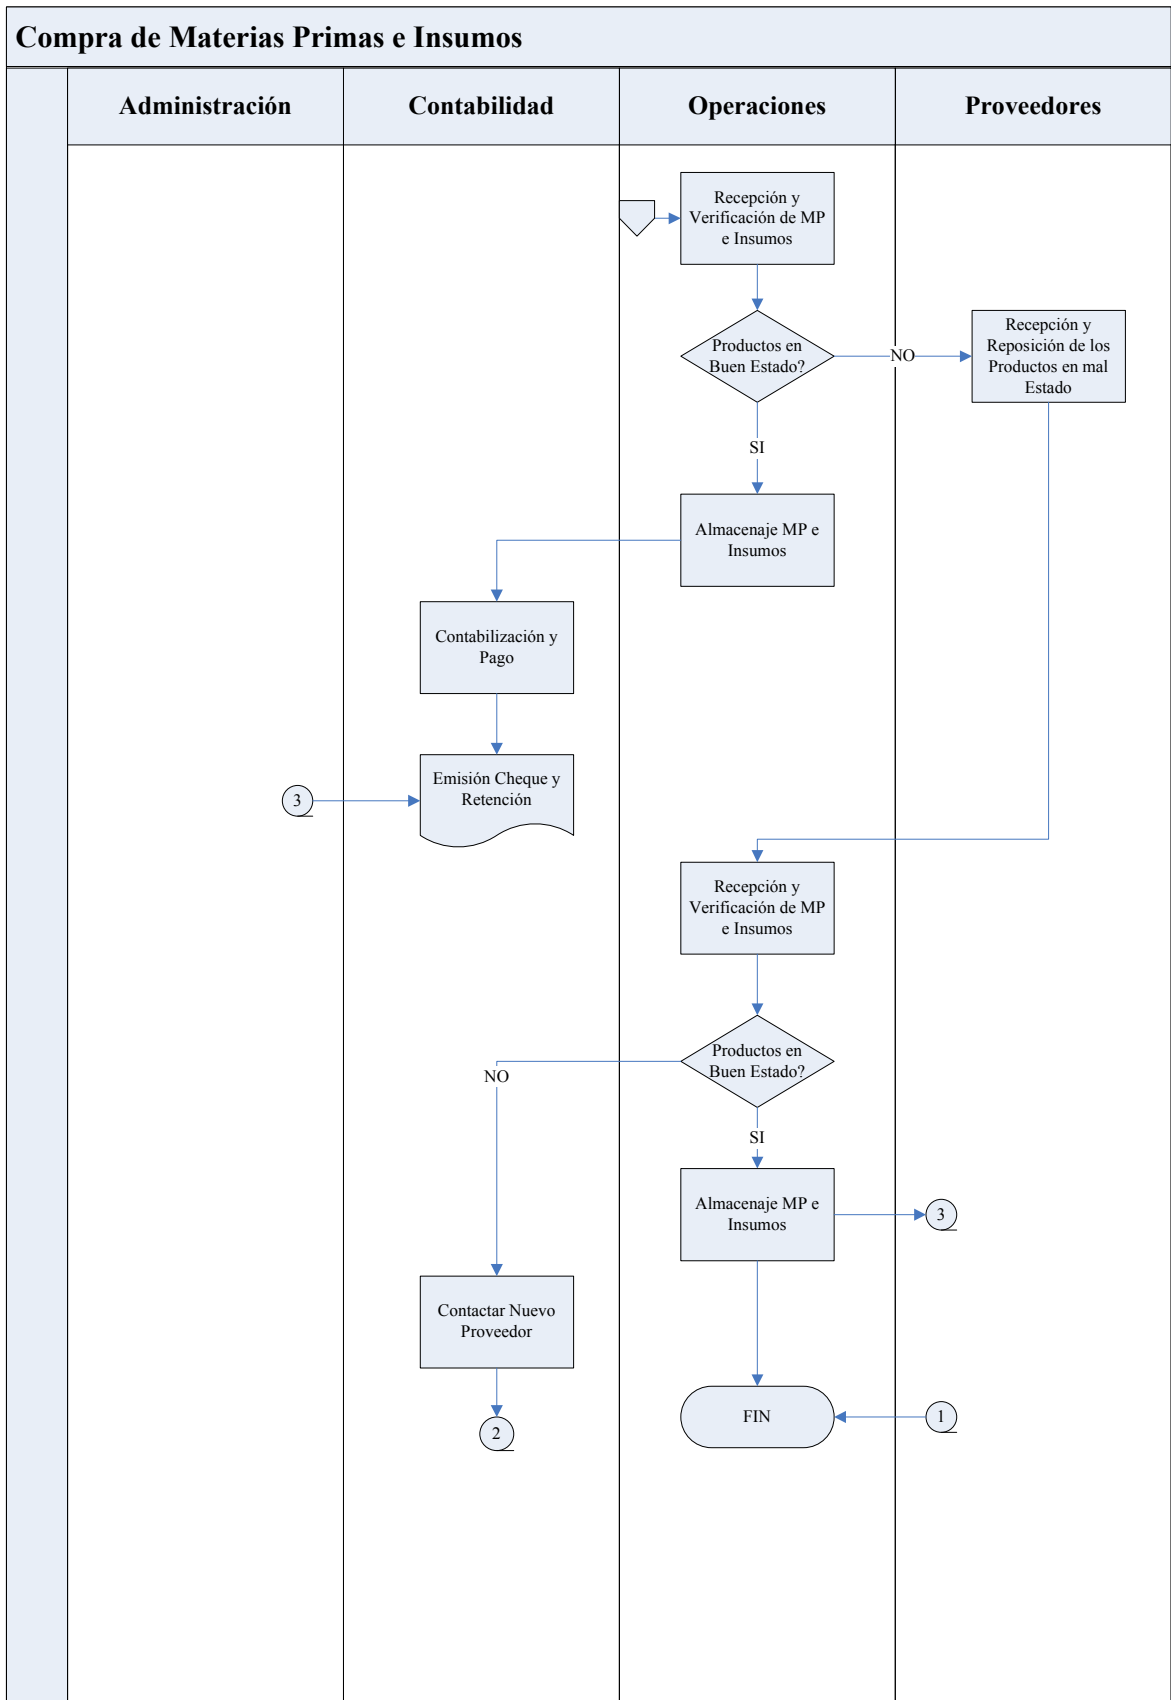 Compra de Materias Primas e Insumos
Administración
Contabilidad
Operaciones
Proveedores
Recepción y
Verificación de MP
e Insumos
Productos en
Buen Estado?
NO
Recepción y
Reposición de los
Productos en mal
Estado
SI
Almacenaje MP e
Insumos
Contabilización y
Pago
Emisión Cheque y
Retención
3
Recepción y
Verificación de MP
e Insumos
Productos en
Buen Estado?
NO
SI
Almacenaje MP e
Insumos
3
Contactar Nuevo
Proveedor
FIN
1
2